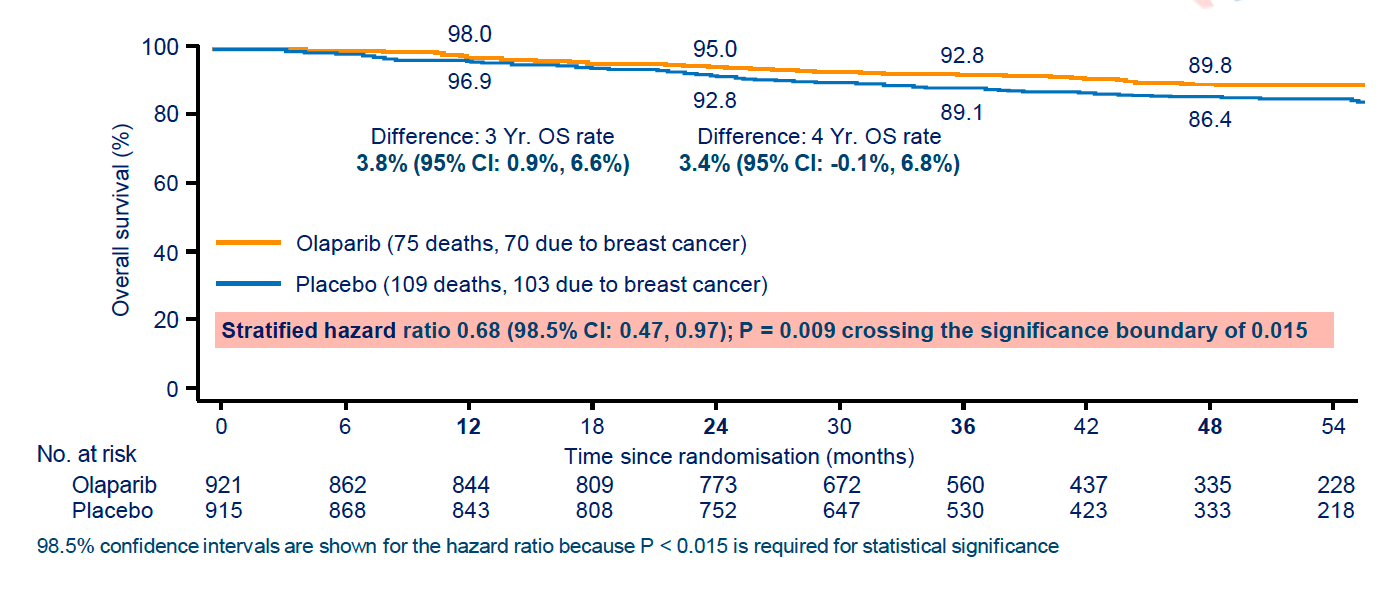 98.0
95.0
92.8
89.8
96.9
92.8
89.1
86.4
100
80
60
40
20
0
Overall survival (%)
Difference: 3 Yr. OS rate
3.8% (95% CI: 0.9%, 6.6%)
Difference: 4 Yr. OS rate
3.4% (95% CI: -0.1%, 6.8%)
Olaparib (75 deaths, 70 due to breast cancer)
Placebo (109 deaths, 103 due to breast cancer)
Stratified hazard ratio 0.68 (98.5% CI: 0.47, 0.97); P = 0.009 crossing the significance boundary of 0.015
0 6 12 18 24 30 36 42 48 54
Time since randomisation (months)
No. at risk
Olaparib 921 862 844 809 773 672 560 437 335 228
Placebo 915 868 843 808 752 647 530 423 333 218
98.5% confidence intervals are shown for the hazard ratio because P < 0.015 is required for statistical significance